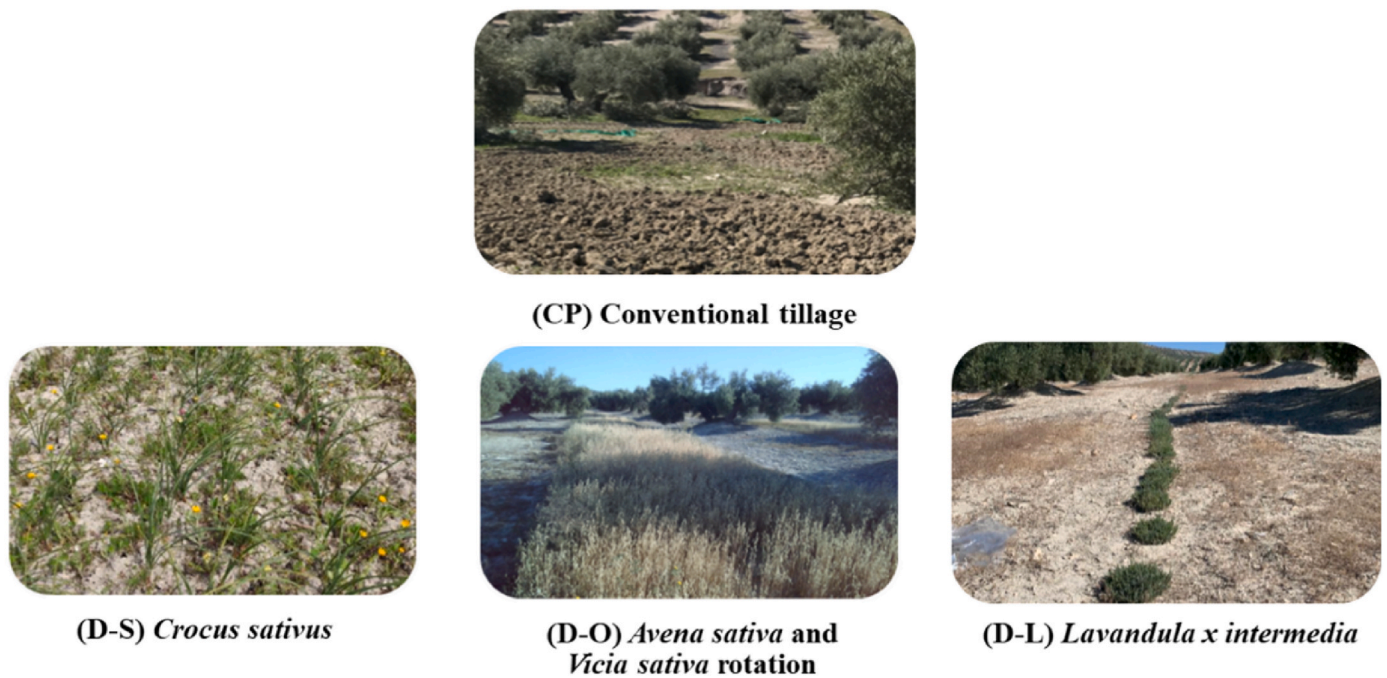 (CP) Conventional tillage
(D-S) Crocus sativus
(D-O) Avena sativa and
Vicia sativa rotation
(D-L) Lavandula x intermedia